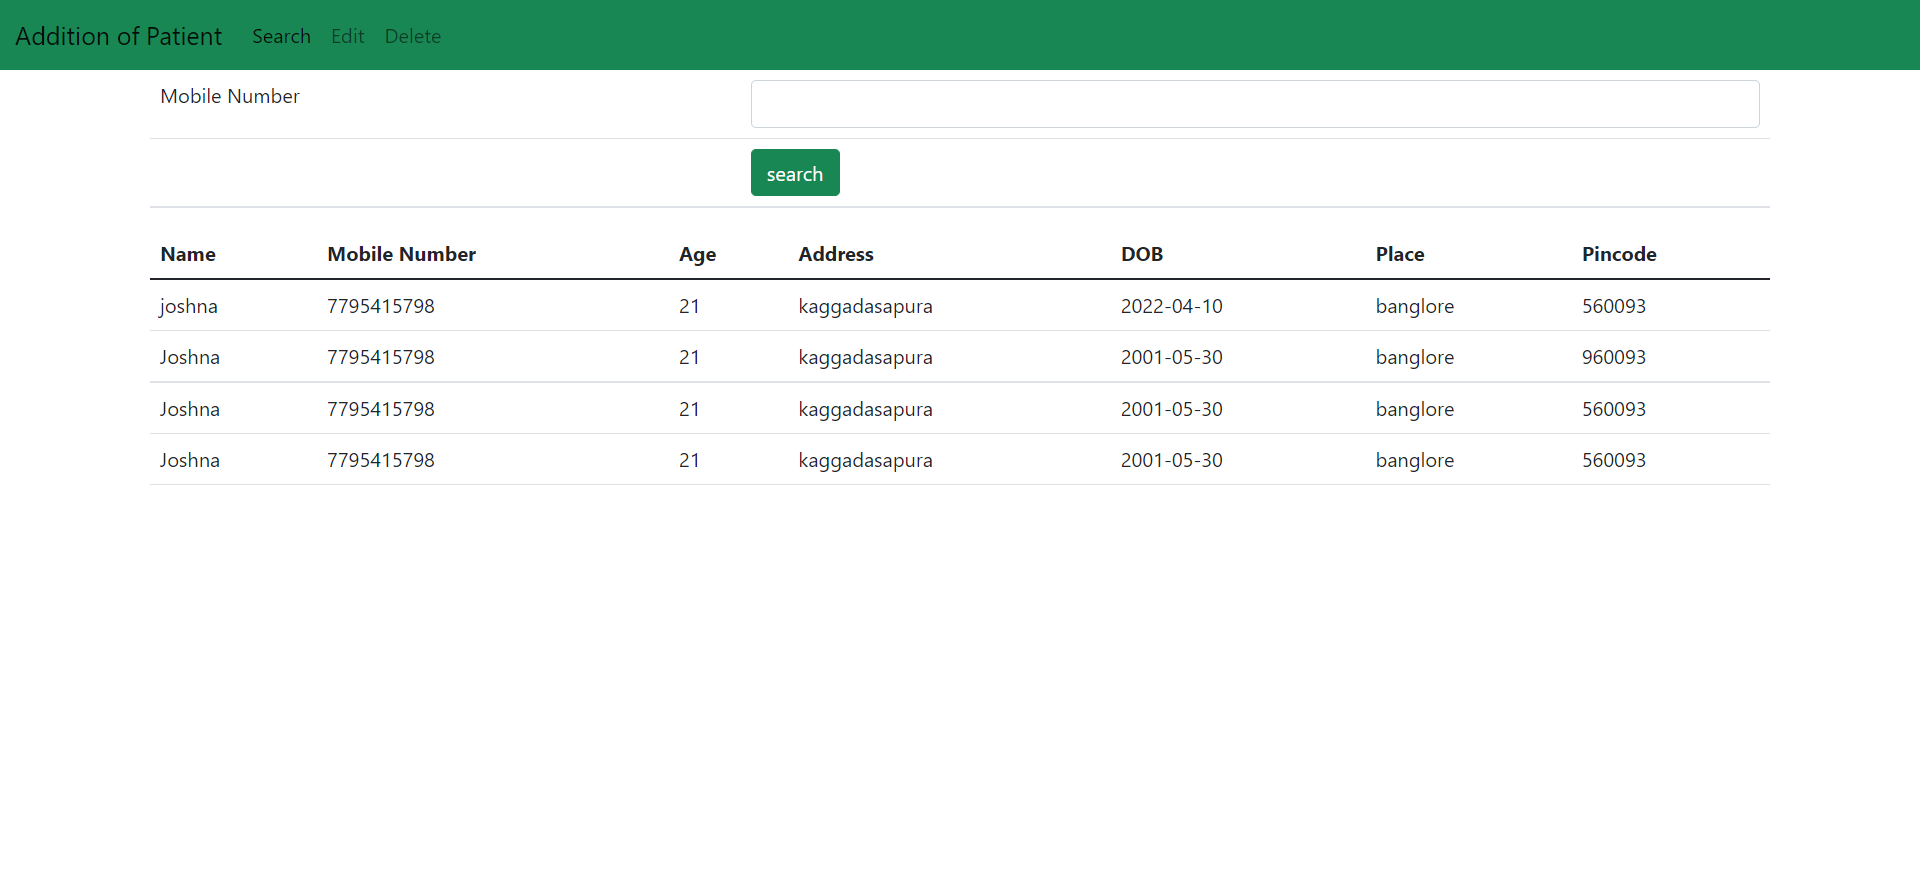 Addition of Patient Search Edit Delete
Mobile Number
search
Name Mobile Number Age Address DOB Place Pincode
joshna 7795415798 21 kaggadasapura 2022-04-10 banglore 560093
Joshna 7795415798 21 kaggadasapura 2001-05-30 banglore 960093
Joshna 7795415798 21 kaggadasapura 2001-05-30 banglore 560093
Joshna 7795415798 21 kaggadasapura 2001-05-30 banglore 560093